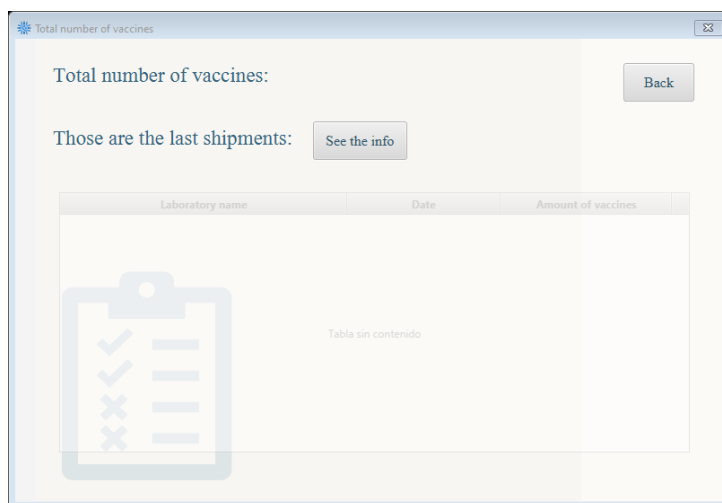 Total number of vaccines
Total number of vaccines:
Back
Those are the last shipments:
See the info
Laboratory name Date Amount of vaccines
Tabla sin contenido